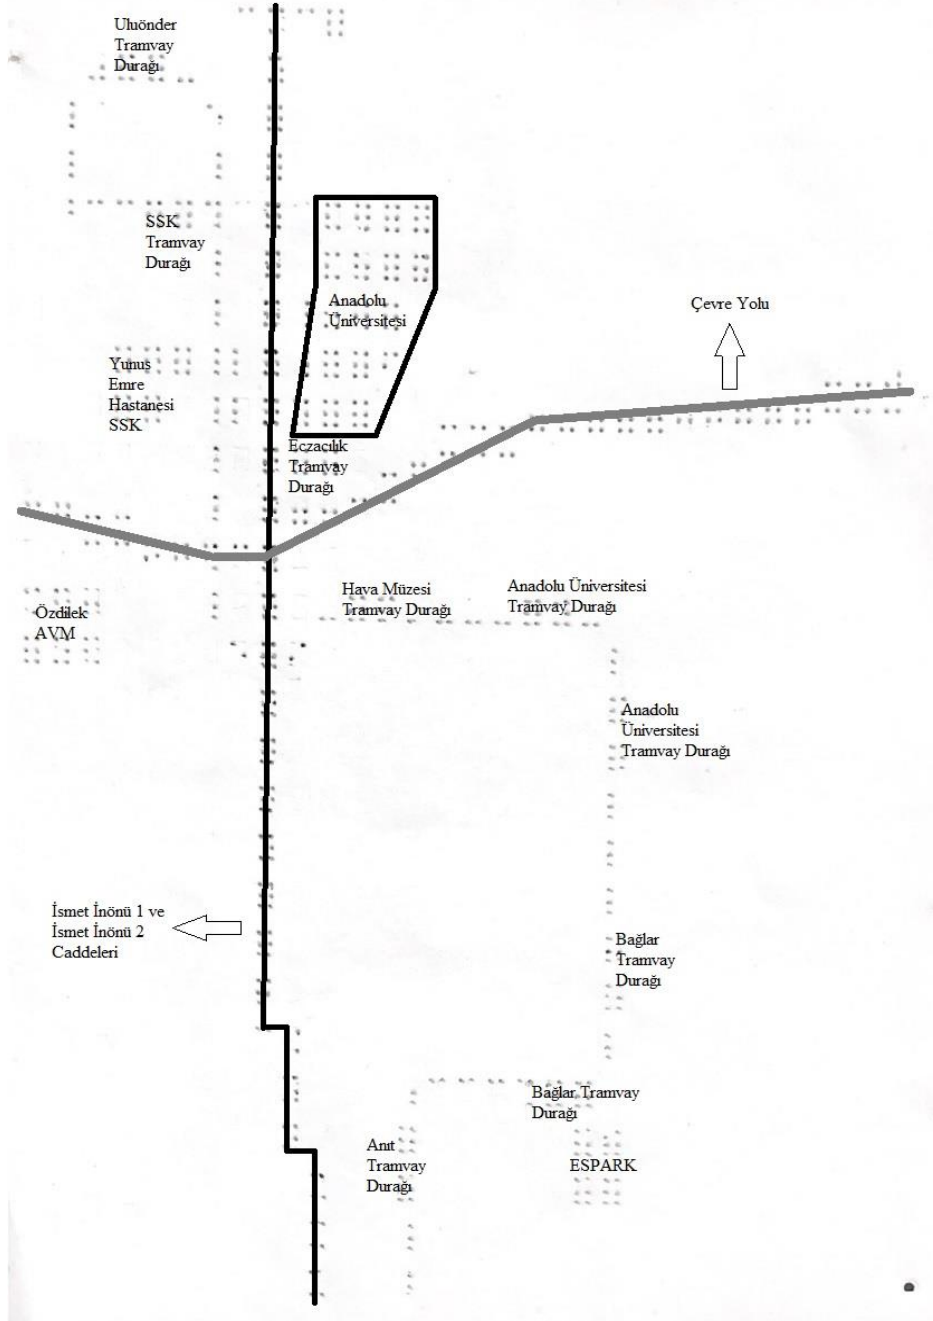 Uluönder
Tramvay
Durağı
SSK
Tramvay
Durağı
Anadolu
Üniversitesi
Çevre Yolu
Yunus
Emre
Hastanesi
SSK
Eczacılık
Tramvay
Durağı
Hava Müzesi
Tramvay Durağı
Anadolu Üniversitesi
Tramvay Durağı
Özdilek
AVM
Anadolu
Üniversitesi
Tramvay Durağı
İsmet İnönü 1 ve
İsmet İnönü 2
Caddeleri
Bağlar
Tramvay
Durağı
Bağlar Tramvay
Durağı
Anıt
Tramvay
Durağı
ESPARK